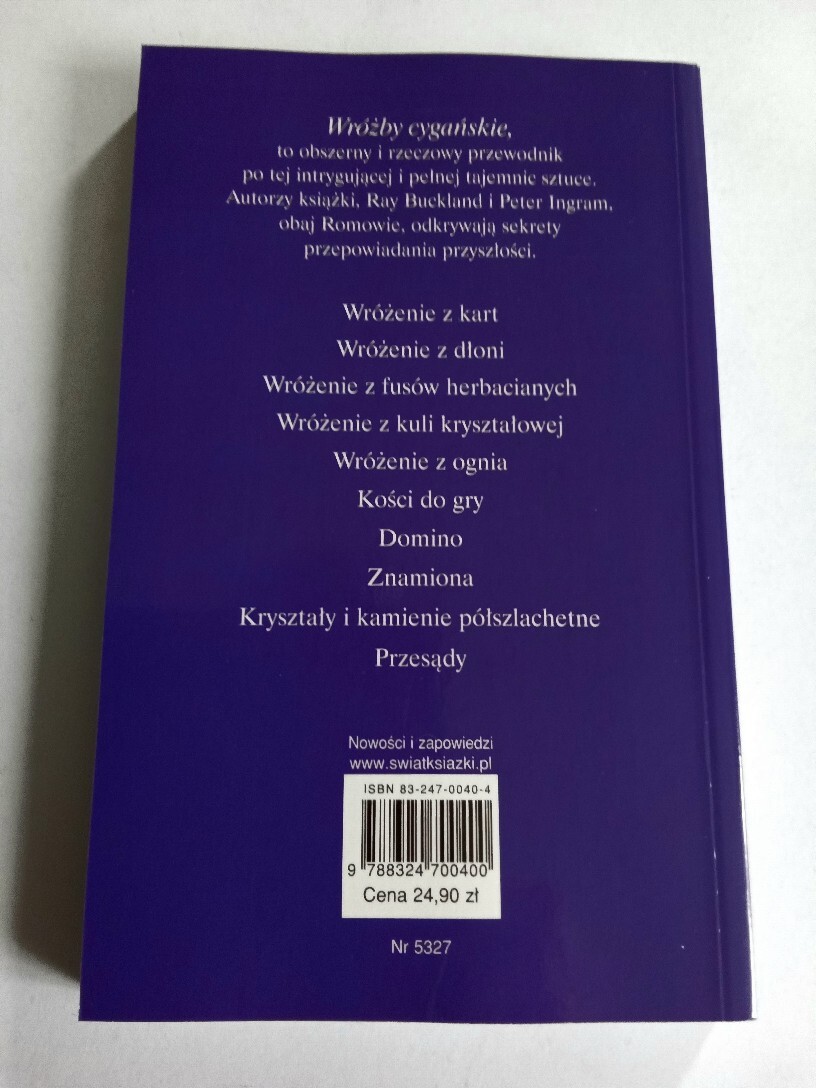 Wróżby cygańskie,
to obszerny i rzeczowy przewodnik
po tej intrygującej i pełnej tajemnic sztuce.
Autorzy książki, Ray Buckland i Peter Ingram,
obaj Romowie, odkrywają sekrety
przepowiadania przyszłości.
Wróżenie z kart
Wróżenie z dłoni
Wróżenie z fusów herbacianych
Wróżenie z kuli kryształowej
Wróżenie z ognia
Kości do gry
Domino
Znamiona
Kryształy i kamienie półszlachetne
Przesądy
Nowości i zapowiedzi
www.swiatksiazki.pl
ISBN 83-247-0040-4
9 788324 700400
Cena 24,90 zł
Nr 5327